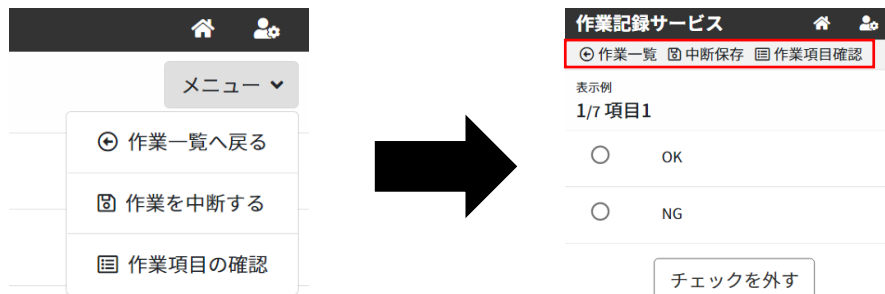 メニュー
作業一覧へ戻る
作業を中断する
作業項目の確認
作業記録サービス
作業一覧 中断保存 作業項目確認
表示例
1/7 項目1
OK
NG
チェックを外す